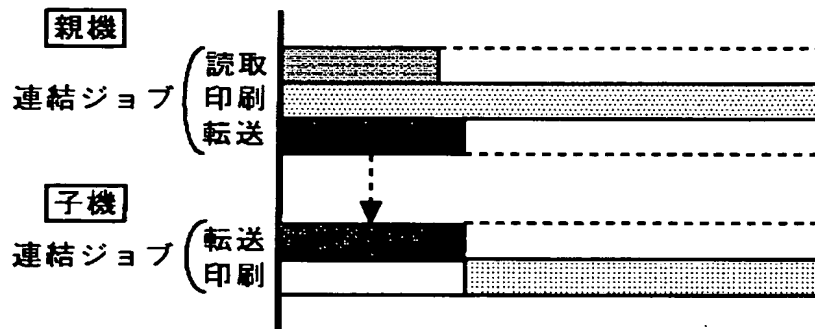 親機
読取
連結ジョブ 印刷
転送
子機
転送
連結ジョブ
印刷